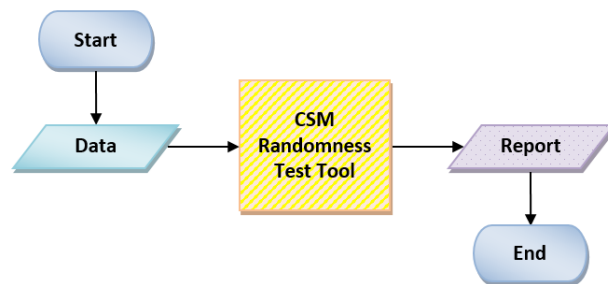 Start
Data
CSM
Randomness
Test Tool
Report
End